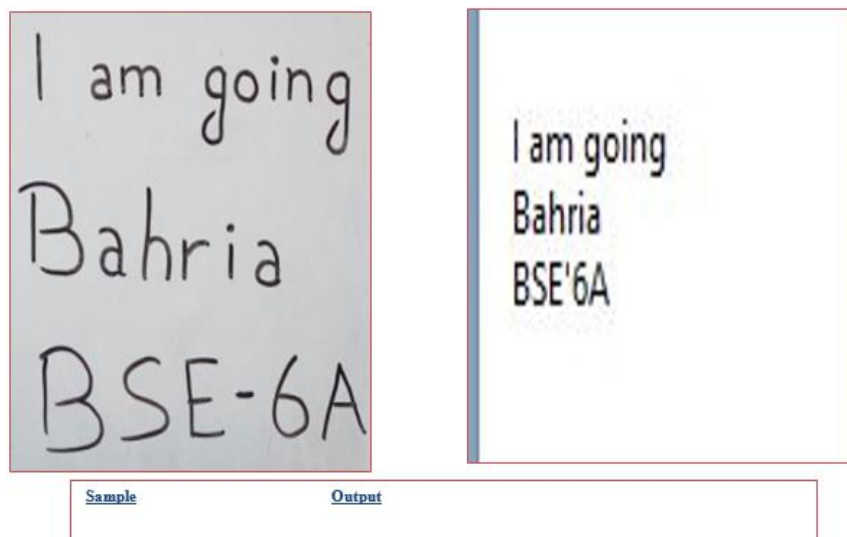 I am going
Bahria
BSE-6A
I am going
Bahria
BSE'6A
Sample Output